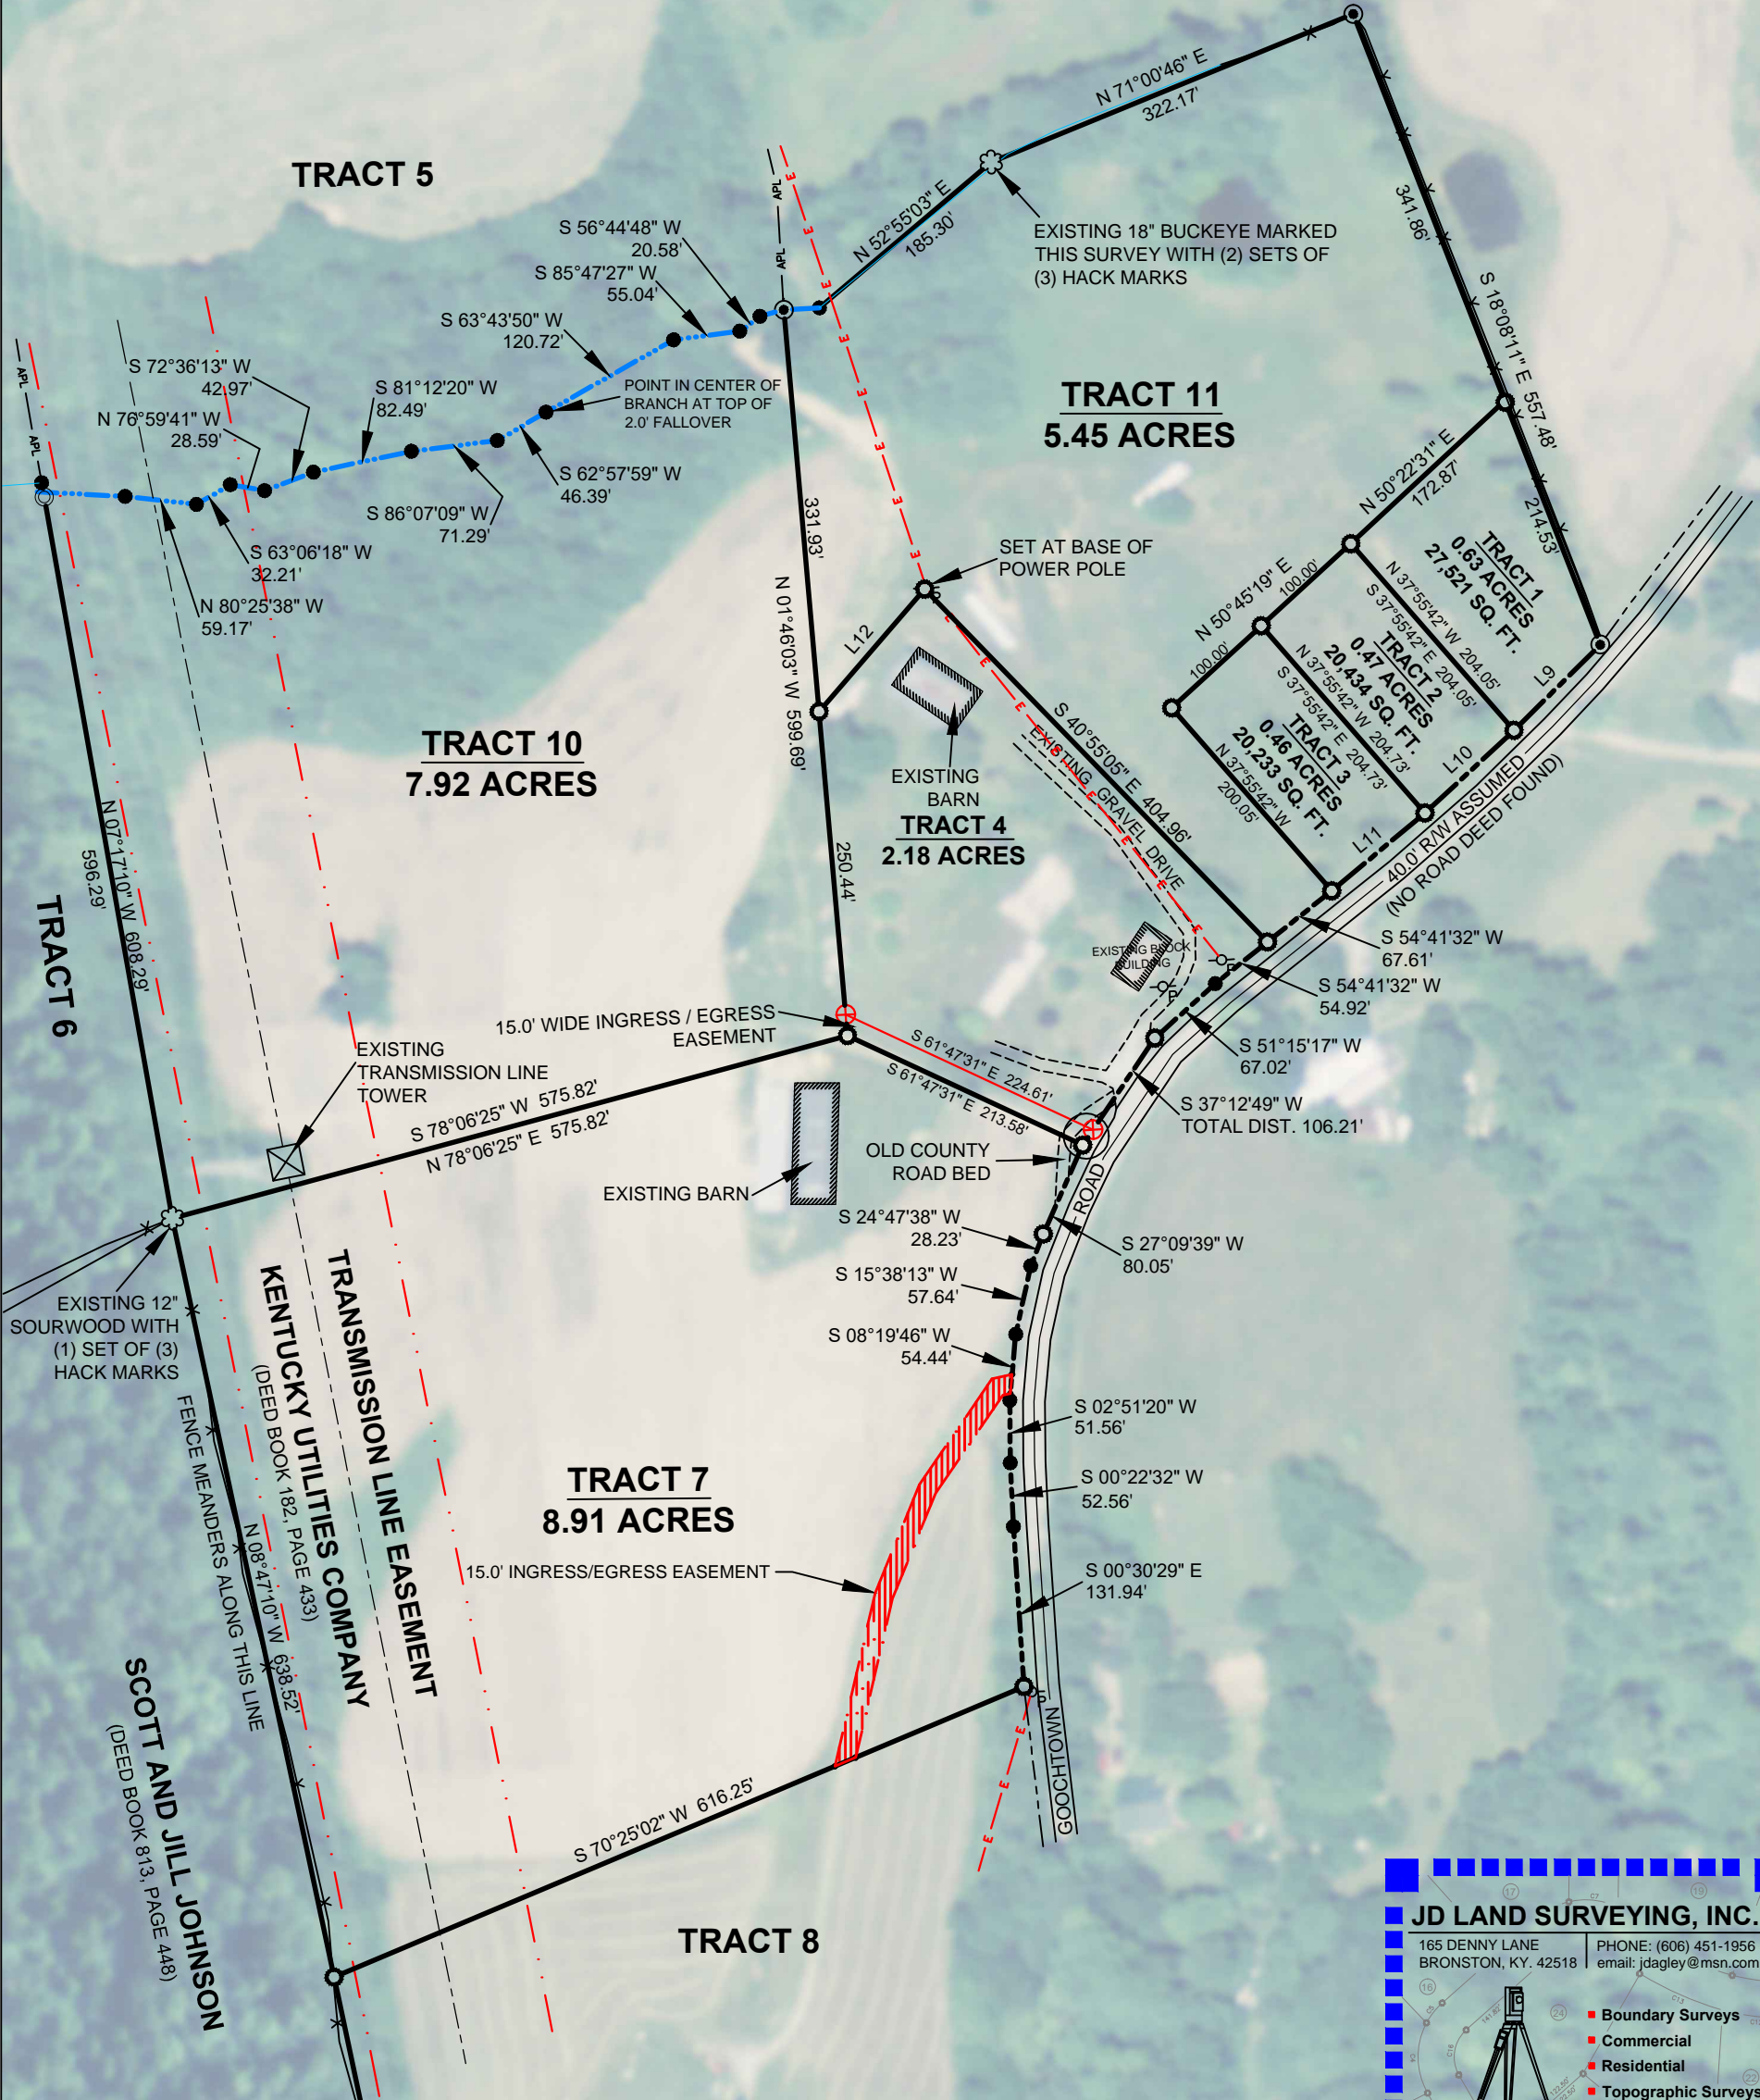 N 71°00'46" E
322.17'
TRACT 5
APL
E
S 56°44'48" W
20.58'
N 52°55'03" E
185.30'
EXISTING 18" BUCKEYE MARKED
THIS SURVEY WITH (2) SETS OF
(3) HACK MARKS
341.86'
S 18°08'11" E 557.48'
S 85°47'27" W
55.04'
APL
E
S 63°43'50" W
120.72'
S 72°36'13" W
42.97'
S 81°12'20" W
82.49'
POINT IN CENTER OF
BRANCH AT TOP OF
2.0' FALLOVER
TRACT 11
5.45 ACRES
APL
N 76°59'41" W
28.59'
E
APL
S 62°57'59" W
46.39'
N 50°22'31" E
172.87'
214.53'
S 86°07'09" W
71.29'
331.93'
E
S 63°06'18" W
32.21'
SET AT BASE OF
POWER POLE
E
TRACT 1
0.63 ACRES
27,521 SQ. FT.
N 80°25'38" W
59.17'
N 01°46'03" W 599.69'
N 50°45'19" E
100.00'
N 37°55'42" W 204.05'
S 37°55'42" E 204.05'
L12
100.00'
TRACT 2
0.47 ACRES
20,434 SQ. FT.
L9
N 37°55'42" W 204.73'
S 37°55'42" E 204.73'
TRACT 10
7.92 ACRES
S 40°55'05" E 404.96'
EXISTING GRAVEL DRIVE
TRACT 3
0.46 ACRES
20,233 SQ. FT.
L10
EXISTING
BARN
TRACT 4
2.18 ACRES
N 37°55'42" W
200.05'
L11
40.0' R/W ASSUMED
(NO ROAD DEED FOUND)
N 07°17'10" W 608.29'
596.29'
250.44'
TRACT 6
EXISTING BLOCK
BUILDING
S 54°41'32" W
67.61'
S 54°41'32" W
54.92'
15.0' WIDE INGRESS / EGRESS
EASEMENT
S 51°15'17" W
67.02'
EXISTING
TRANSMISSION LINE
TOWER
S 61°47'31" E 224.61'
S 61°47'31" E 213.58'
S 37°12'49" W
TOTAL DIST. 106.21'
S 78°06'25" W 575.82'
N 78°06'25" E 575.82'
OLD COUNTY
ROAD BED
EXISTING BARN
ROAD
S 24°47'38" W
28.23'
S 27°09'39" W
80.05'
S 15°38'13" W
57.64'
EXISTING 12"
SOURWOOD WITH
(1) SET OF (3)
HACK MARKS
S 08°19'46" W
54.44'
TRANSMISSION LINE EASEMENT
KENTUCKY UTILITIES COMPANY
(DEED BOOK 182, PAGE 433)
FENCE MEANDERS ALONG THIS LINE
S 02°51'20" W
51.56'
TRACT 7
8.91 ACRES
S 00°22'32" W
52.56'
N 08°47'10" W 638.52'
15.0' INGRESS/EGRESS EASEMENT
S 00°30'29" E
131.94'
SCOTT AND JILL JOHNSON
(DEED BOOK 813, PAGE 448)
GOOCHTOWN
E
S 70°25'02" W 616.25'
E
TRACT 8
JD LAND SURVEYING, INC.
165 DENNY LANE
BRONSTON, KY. 42518
PHONE: (606) 451-1956
email: jdagley@msn.com
Boundary Surveys
Commercial
Residential
Topographic Surveys